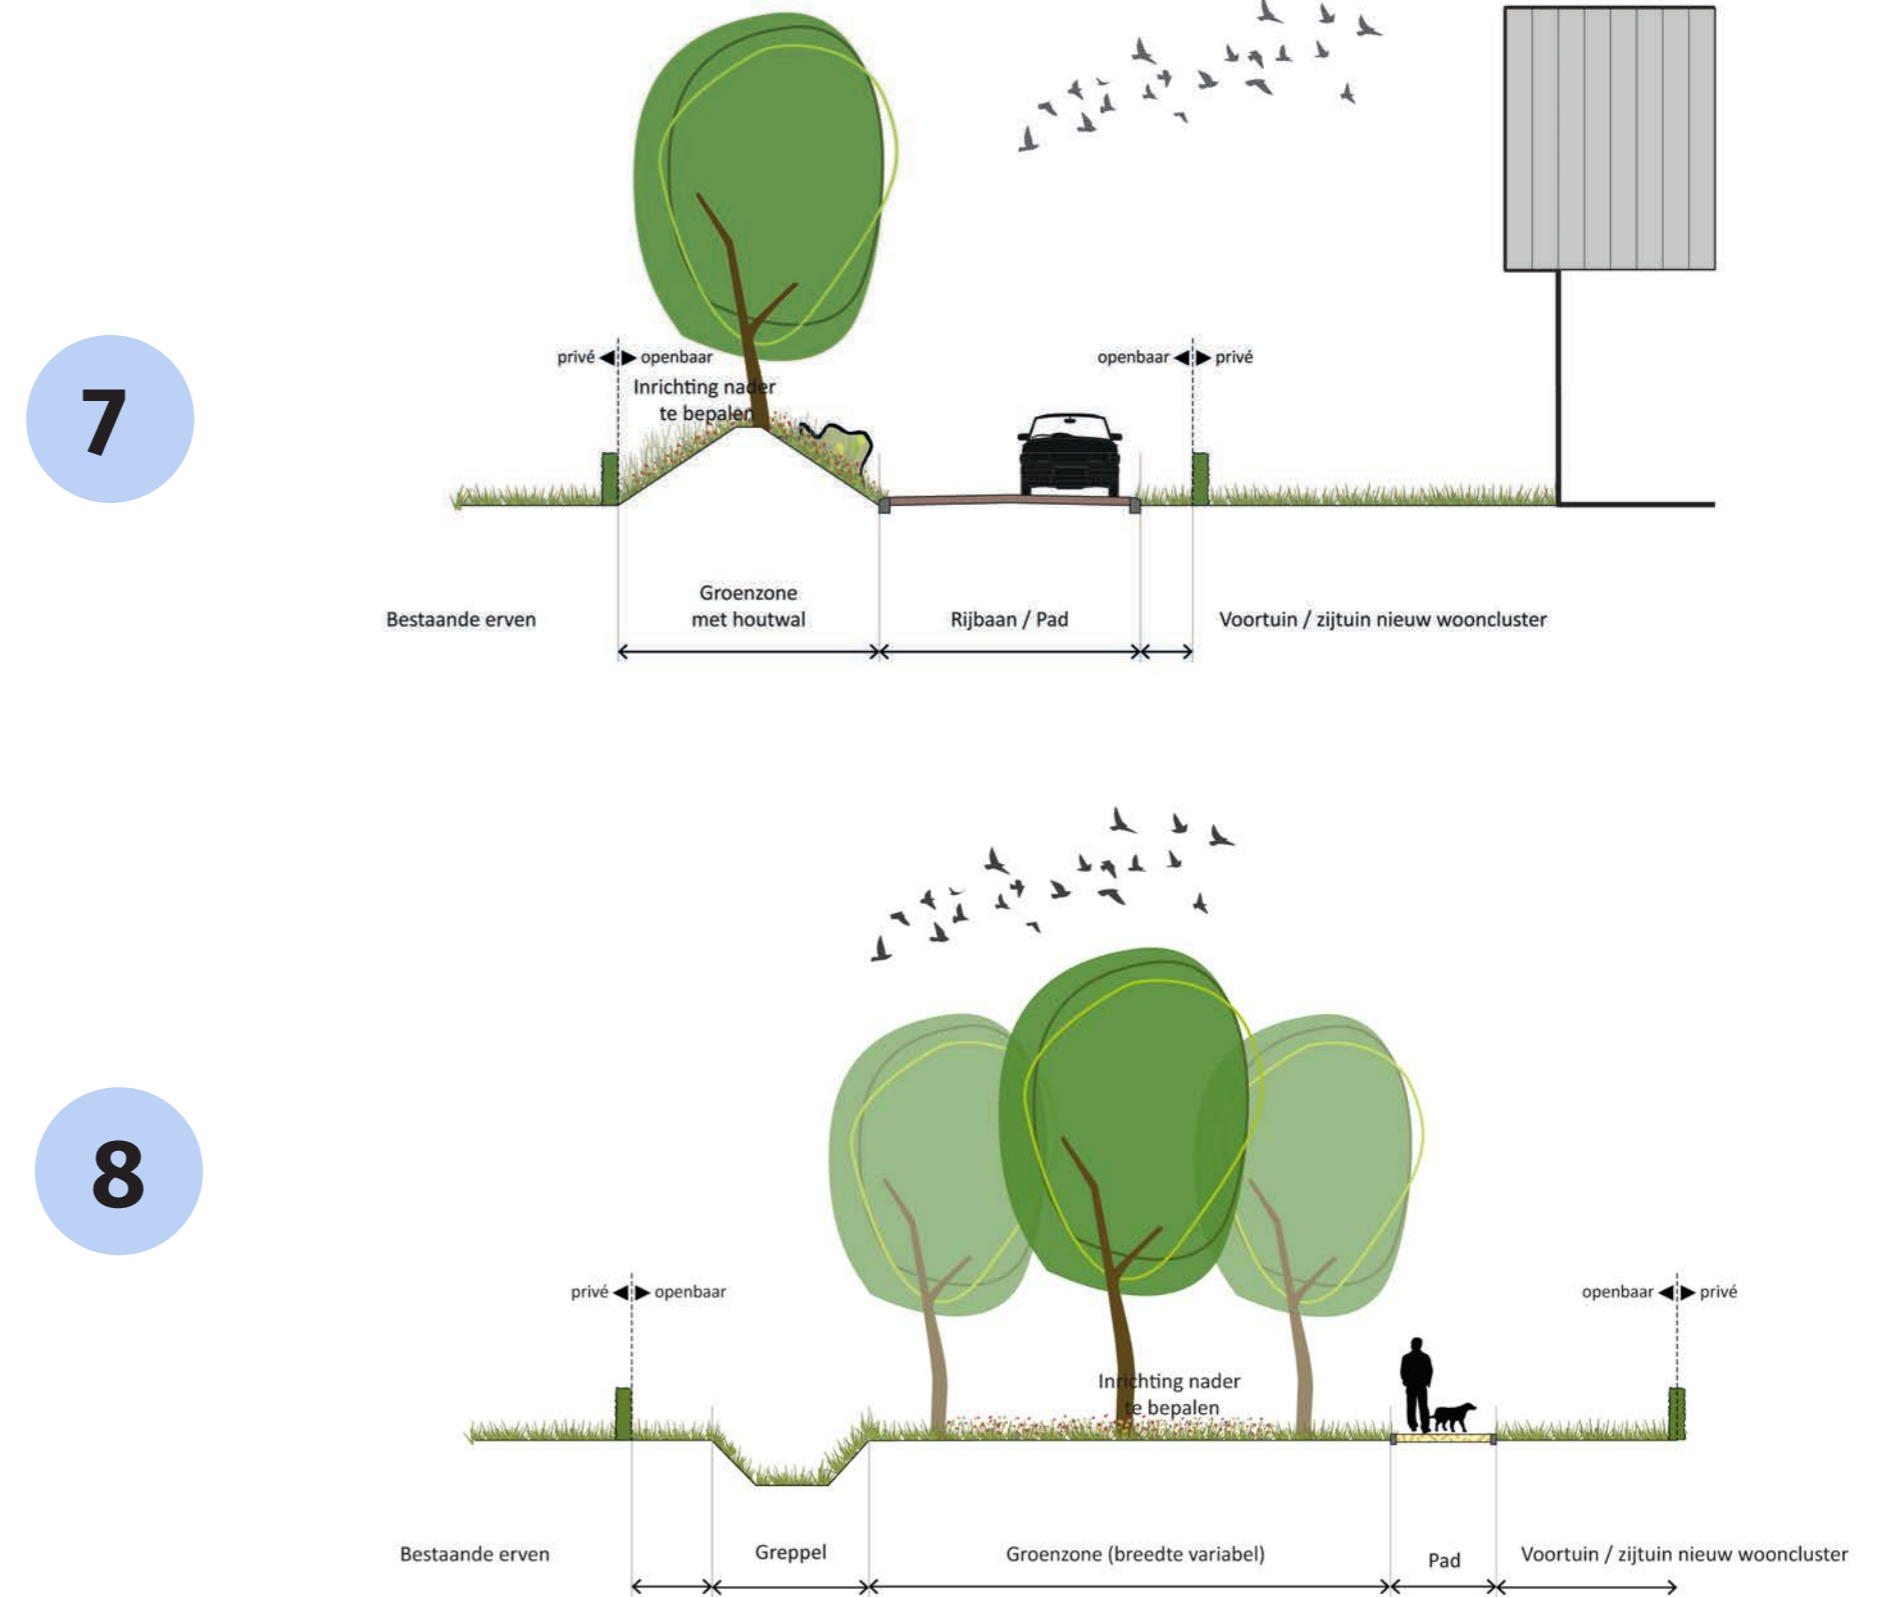 7
privé openbaar
openbaar privé
Inrichting nader
te bepalen
Bestaande erven
Groenzone
met houtwal
Rijbaan / Pad
Voortuin / zijtuin nieuw wooncluster
8
privé openbaar
openbaar privé
Inrichting nader
te bepalen
Bestaande erven
Greppel
Groenzone (breedte variabel)
Pad
Voortuin / zijtuin nieuw wooncluster